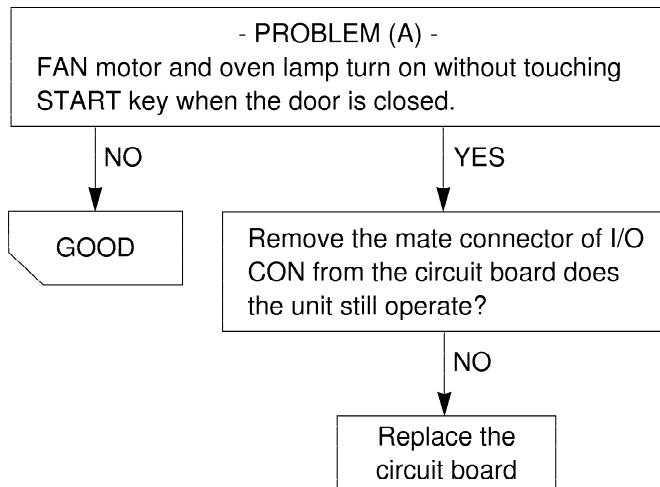 - PROBLEM (A) -
FAN motor and oven lamp turn on without touching
START key when the door is closed.
NO
YES
GOOD
Remove the mate connector of I/O
CON from the circuit board does
the unit still operate?
NO
Replace the
circuit board